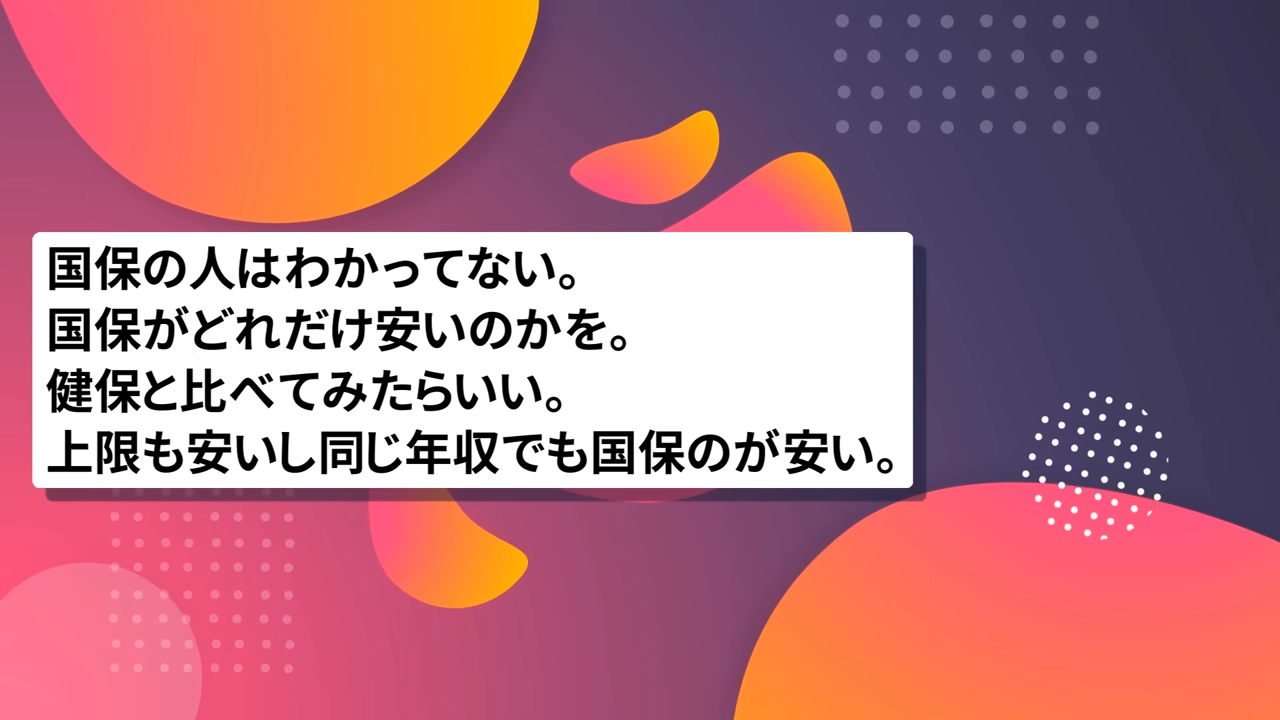 国保の人はわかってない。
国保がどれだけ安いのかを。
健保と比べてみたらいい。
上限も安いし同じ年収でも国保のが安い。